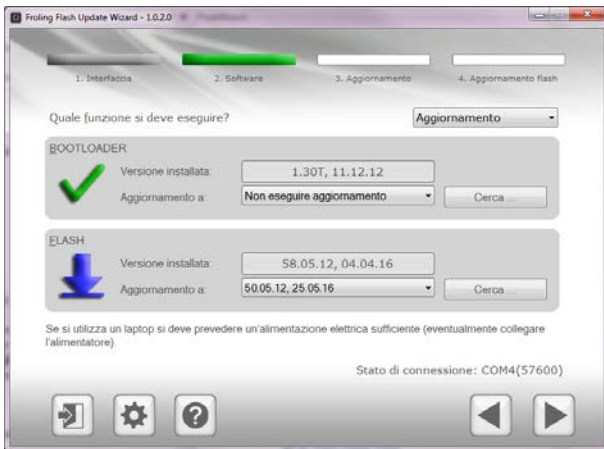 Froling Flash Update Wizard - 1.0.2.0
1. Interfaccia
2. Software
3. Aggiornamento
4. Aggiornamento flash
Quale funzione si deve eseguire?
Aggiornamento
BOOTLOADER
Versione installata:
1.30T, 11.12.12
Aggiornamento a:
Non eseguire aggiornamento
Cerca ...
FLASH
Versione installata:
58.05.12, 04.04.16
Aggiornamento a:
50.05.12, 25.05.16
Cerca ...
Se si utilizza un laptop si deve prevedere un'alimentazione elettrica sufficiente (eventualmente collegare
l'alimentatore).
Stato di connessione: COM4(57600)